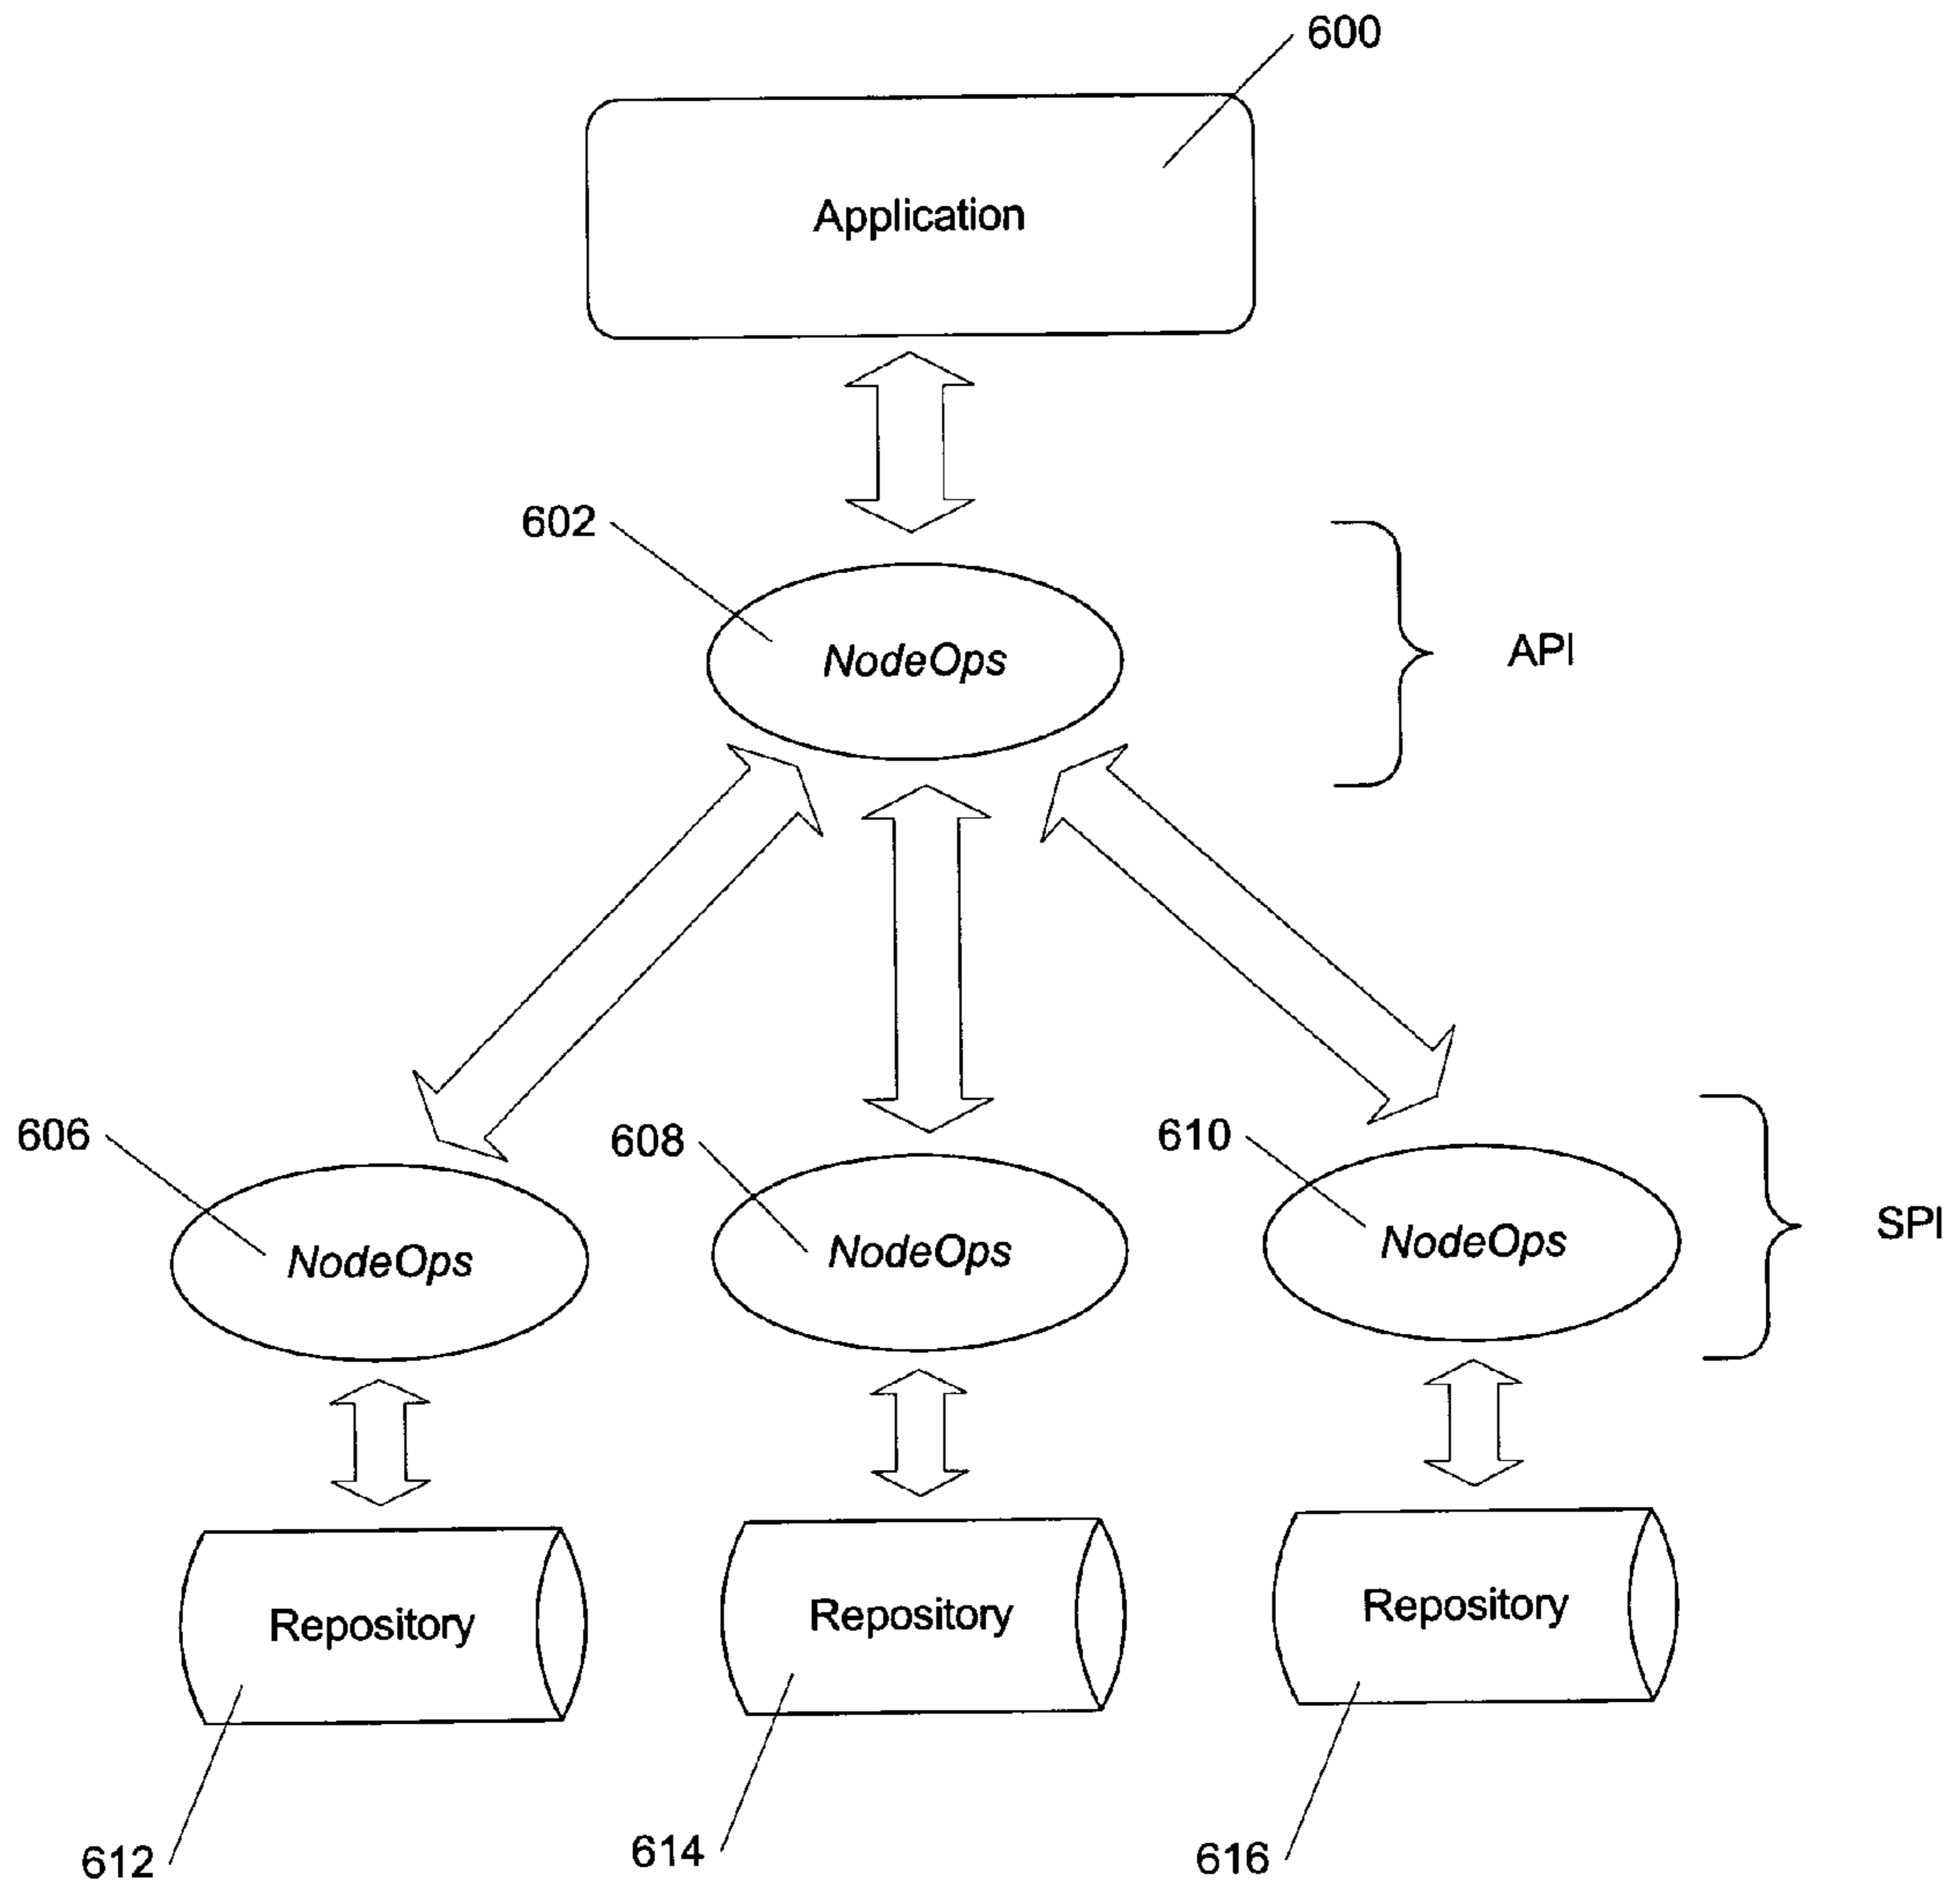 600
Application
602
NodeOps
API
606
608
610
NodeOps
NodeOps
NodeOps
SPI
Repository
Repository
Repository
612
614
616